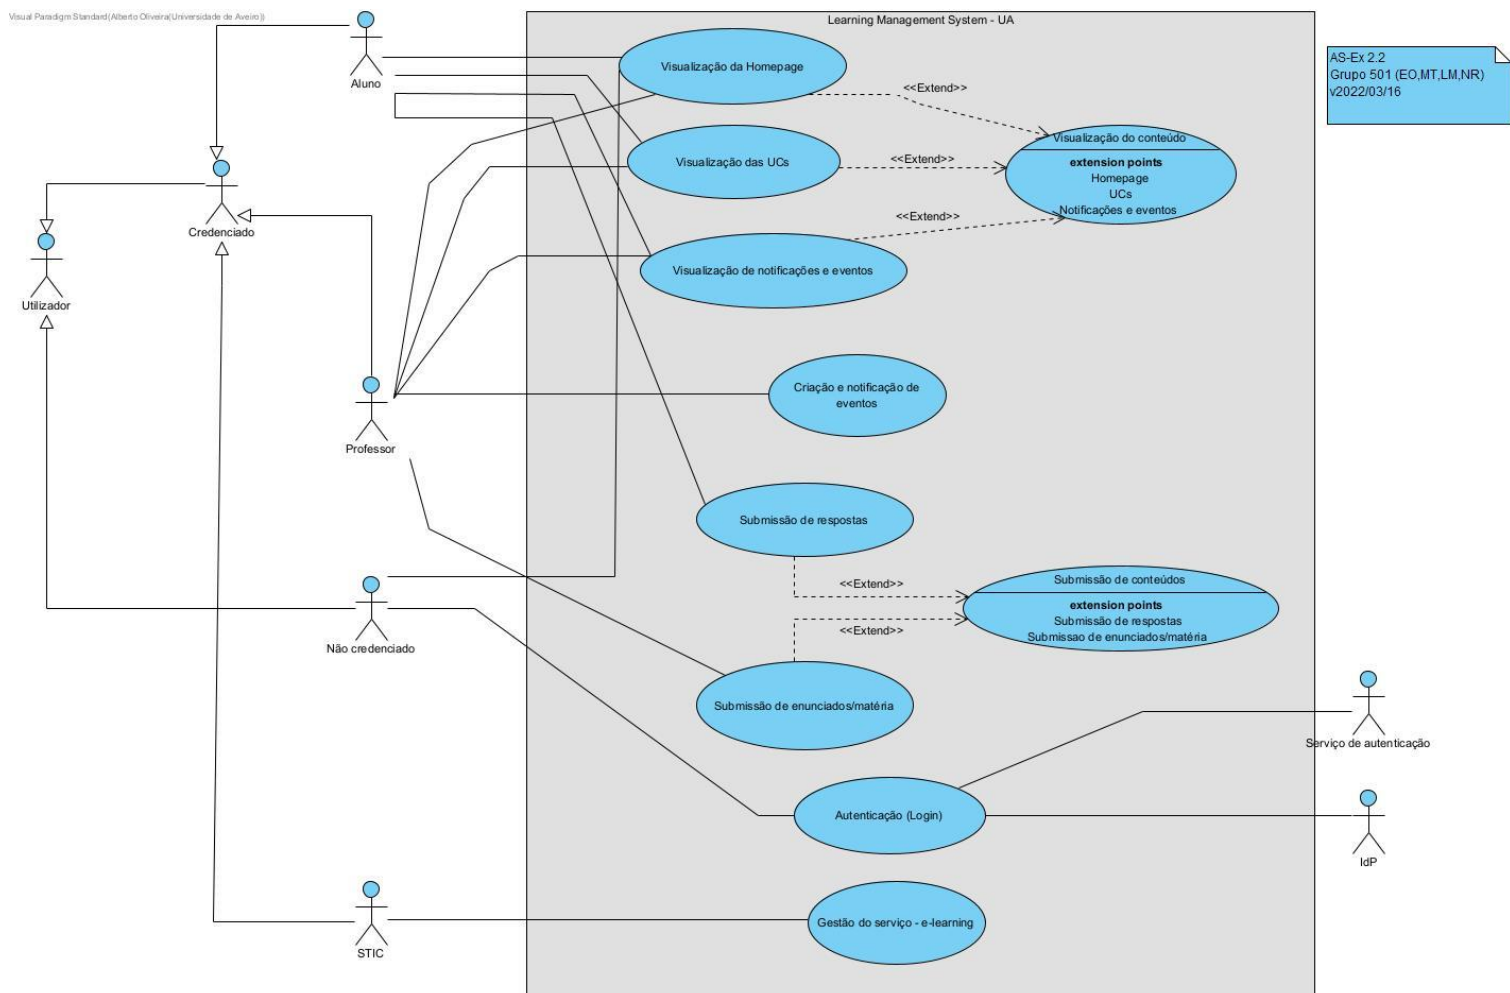 Visual Paradigm Standard(Alberto Oliveira(Universidade de Aveiro))
Learning Management System - UA
AS-Ex 2.2
Grupo 501 (EO,MT,LM,NR)
v2022/03/16
Aluno
Visualização da Homepage
<<Extend>>
Visualização do conteúdo
extension points
Homepage
UCs
Notificações e eventos
Visualização das UCs
<<Extend>>
Credenciado
<<Extend>>
Visualização de notificações e eventos
Utilizador
Criação e notificação de
eventos
Professor
Submissão de respostas
<<Extend>>
Submissão de conteúdos
extension points
Submissão de respostas
Submissao de enunciados/matéria
<<Extend>>
Não credenciado
Submissão de enunciados/matéria
Serviço de autenticação
Autenticação (Login)
IdP
Gestão do serviço - e-learning
STIC